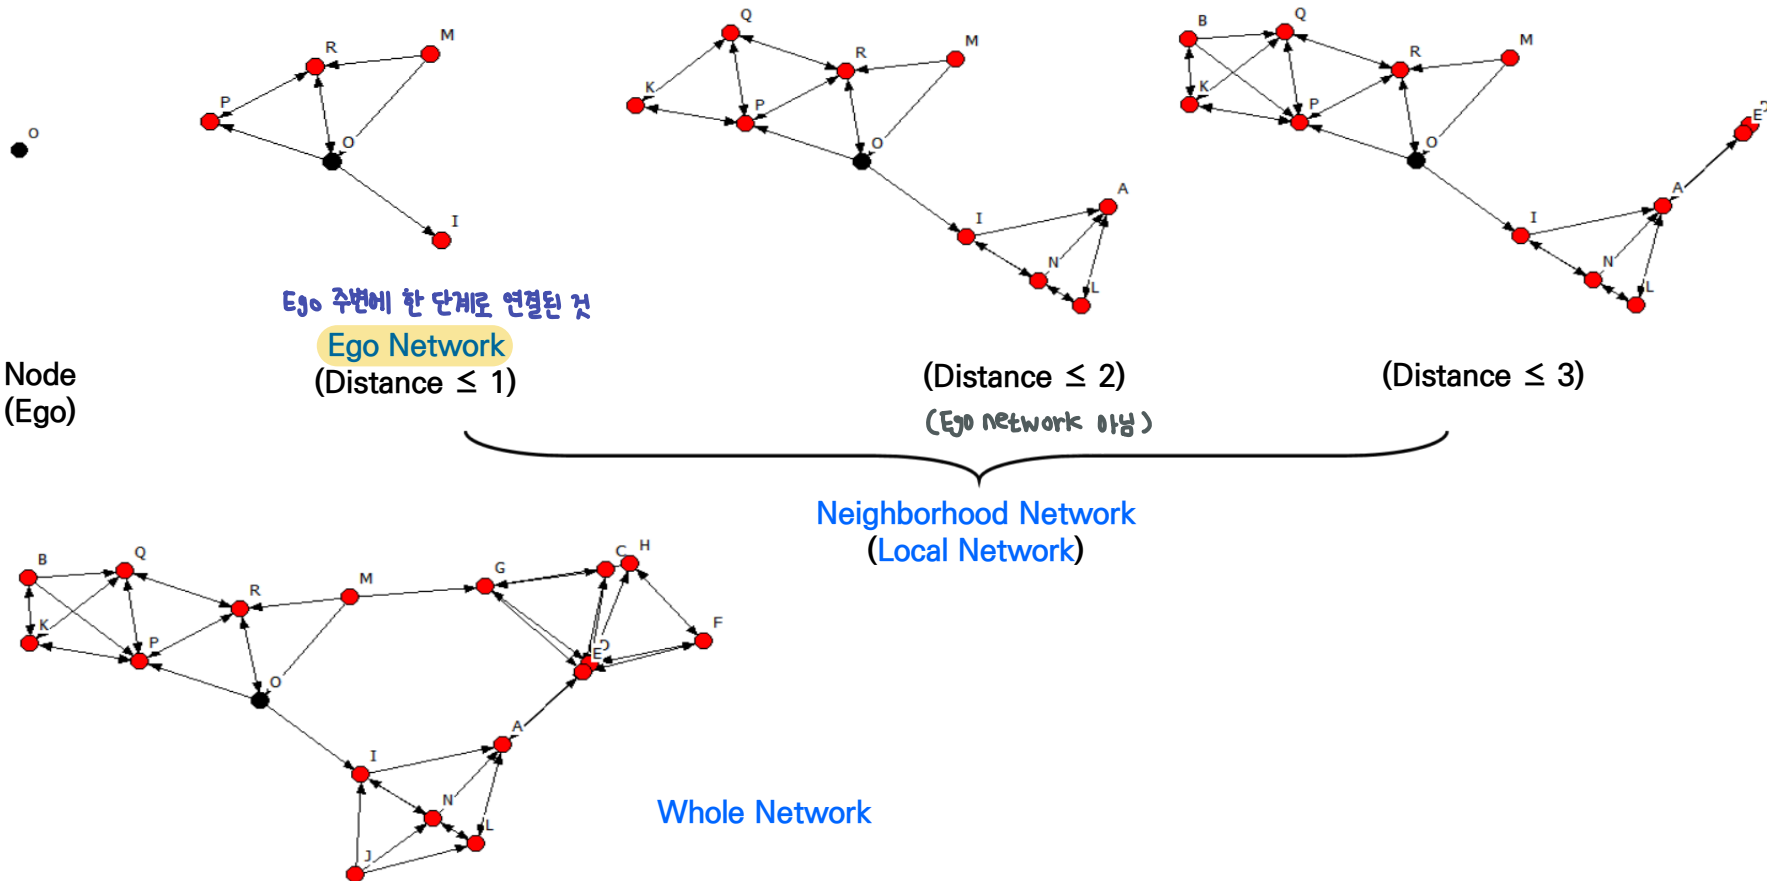 O
R
M
P
O
I
Q
R
M
K
P
O
A
I
N
L
B
Q
R
M
K
P
O
E
A
I
N
L
Ego 주변에 한 단계로 연결된 것
Ego Network
(Distance ≤ 1)
Node
(Ego)
(Distance ≤ 2)
(Ego network 아님)
(Distance ≤ 3)
Neighborhood Network
(Local Network)
B
Q
R
M
G
C
H
K
P
O
F
D
E
A
I
N
L
J
Whole Network